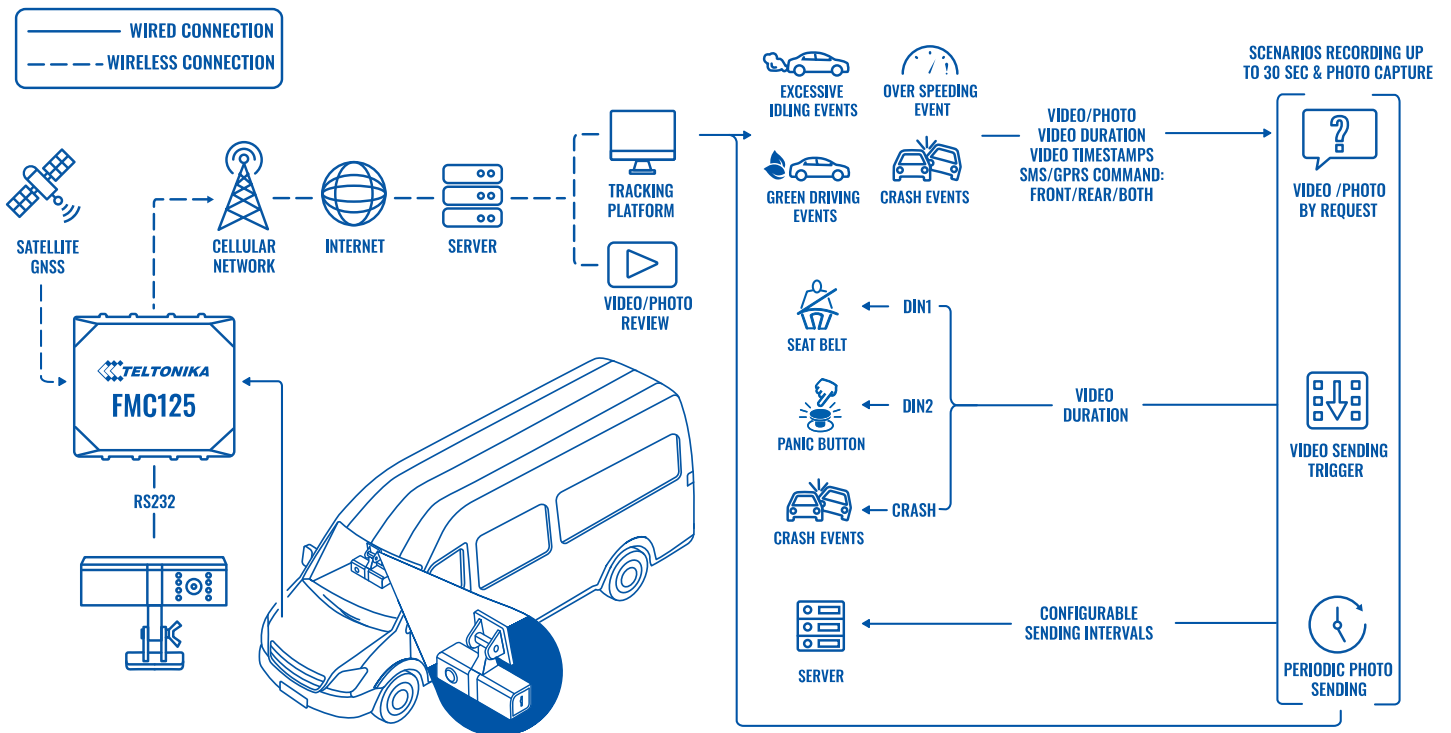 WIRED CONNECTION
WIRELESS CONNECTION
SATELLITE
GNSS
CELLULAR
NETWORK
INTERNET
SERVER
TRACKING
PLATFORM
VIDEO/PHOTO
REVIEW
TELTONIKA
FMC125
RS232
EXCESSIVE
IDLING EVENTS
OVER SPEEDING
EVENT
GREEN DRIVING
EVENTS
CRASH EVENTS
VIDEO/PHOTO
VIDEO DURATION
VIDEO TIMESTAMPS
SMS/GPRS COMMAND:
FRONT/REAR/BOTH
SCENARIOS RECORDING UP
TO 30 SEC & PHOTO CAPTURE
?
VIDEO /PHOTO
BY REQUEST
SEAT BELT
DIN1
PANIC BUTTON
DIN2
CRASH EVENTS
CRASH
VIDEO
DURATION
VIDEO SENDING
TRIGGER
SERVER
CONFIGURABLE
SENDING INTERVALS
PERIODIC PHOTO
SENDING